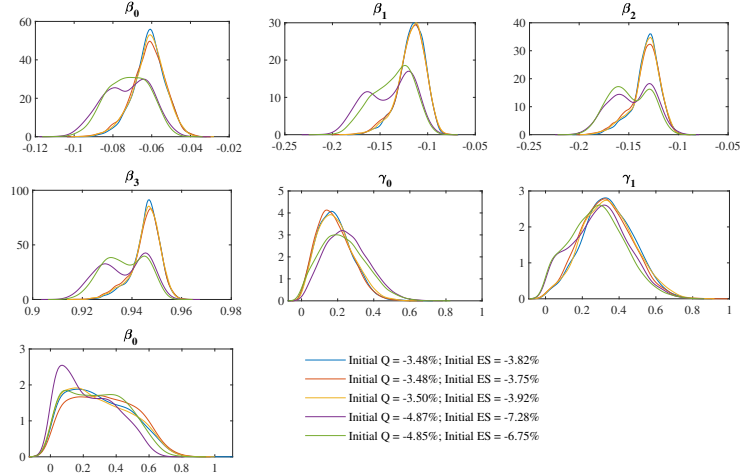 β0
β1
β2
60
40
20
0
-0.12 -0.1 -0.08 -0.06 -0.04 -0.02
30
20
10
0
-0.25 -0.2 -0.15 -0.1 -0.05
40
30
20
10
0
-0.25 -0.2 -0.15 -0.1 -0.05
β3
γ0
γ1
100
50
0
0.9 0.92 0.94 0.96 0.98
5
4
3
2
1
0
0 0.2 0.4 0.6 0.8 1
3
2
1
0
0 0.2 0.4 0.6 0.8 1
β0
3
2
1
0
0 0.2 0.4 0.6 0.8 1
Initial Q = -3.48%; Initial ES = -3.82%
Initial Q = -3.48%; Initial ES = -3.75%
Initial Q = -3.50%; Initial ES = -3.92%
Initial Q = -4.87%; Initial ES = -7.28%
Initial Q = -4.85%; Initial ES = -6.75%